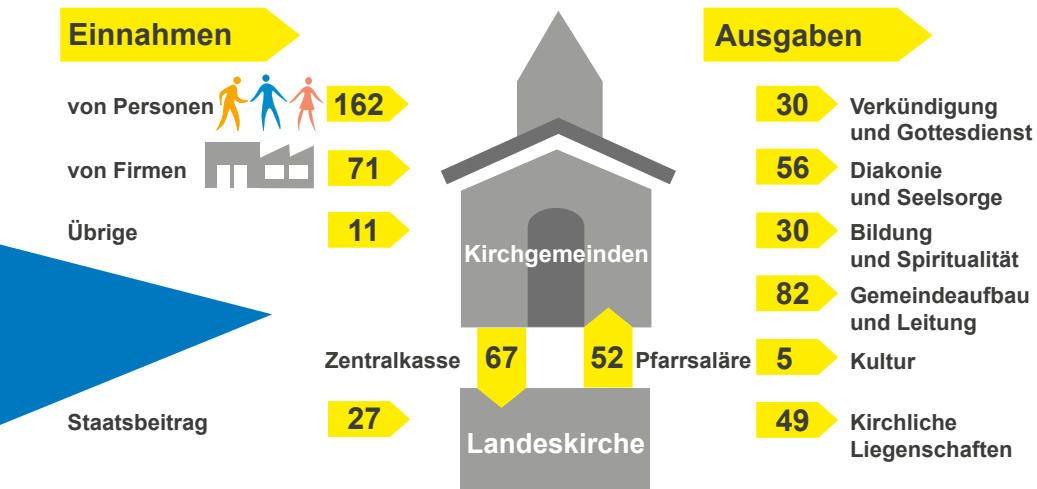 Einnahmen
von Personen 162
von Firmen 71
Übrige 11
Kirchgemeinden
Zentralkasse 67
52 Pfarrsaläre
Staatsbeitrag 27
Landeskirche
Ausgaben
30 Verkündigung
und Gottesdienst
56 Diakonie
und Seelsorge
30 Bildung
und Spiritualität
82 Gemeindeaufbau
und Leitung
5 Kultur
49 Kirchliche
Liegenschaften